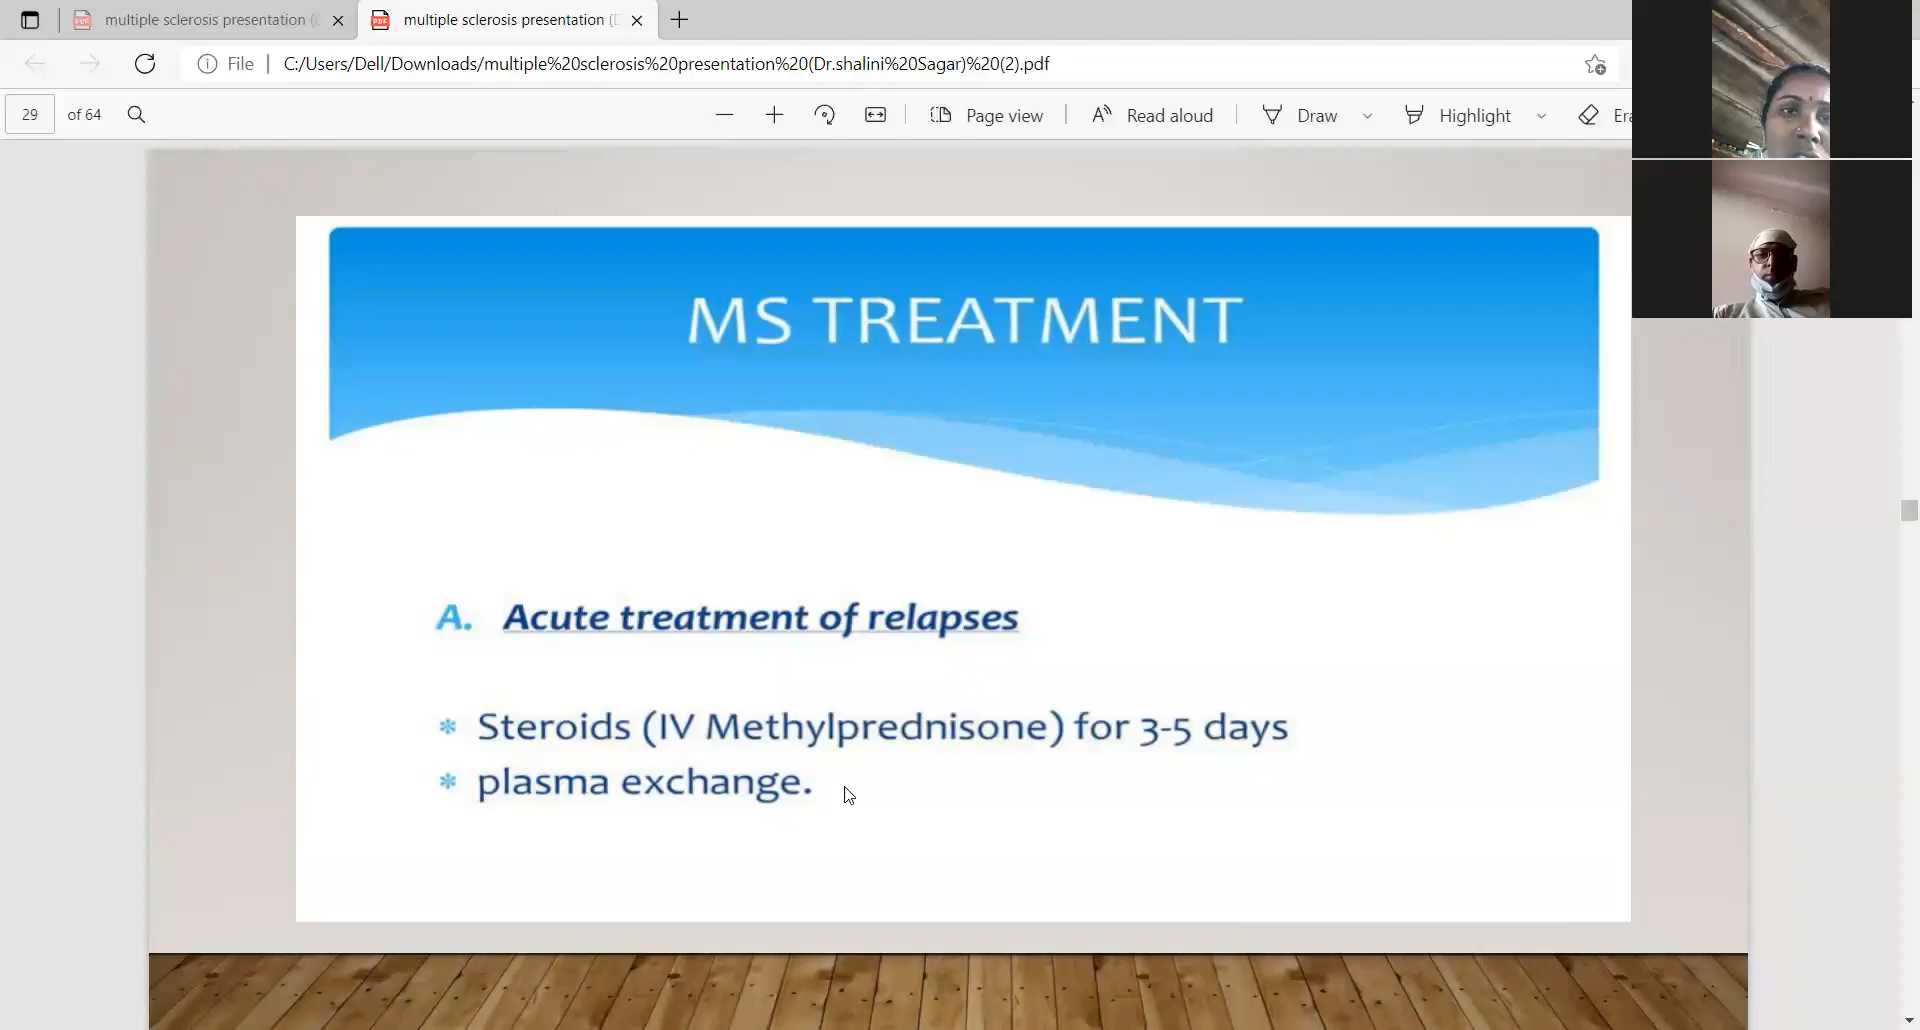 multiple sclerosis presentation (
multiple sclerosis presentation (
File
C:/Users/Dell/Downloads/multiple%20sclerosis%20presentation%20(Dr.shalini%20Sagar)%20(2).pdf
29 of 64
Page view
Read aloud
Draw
Highlight
MS TREATMENT
A. Acute treatment of relapses
* Steroids (IV Methylprednisone) for 3-5 days
* plasma exchange.